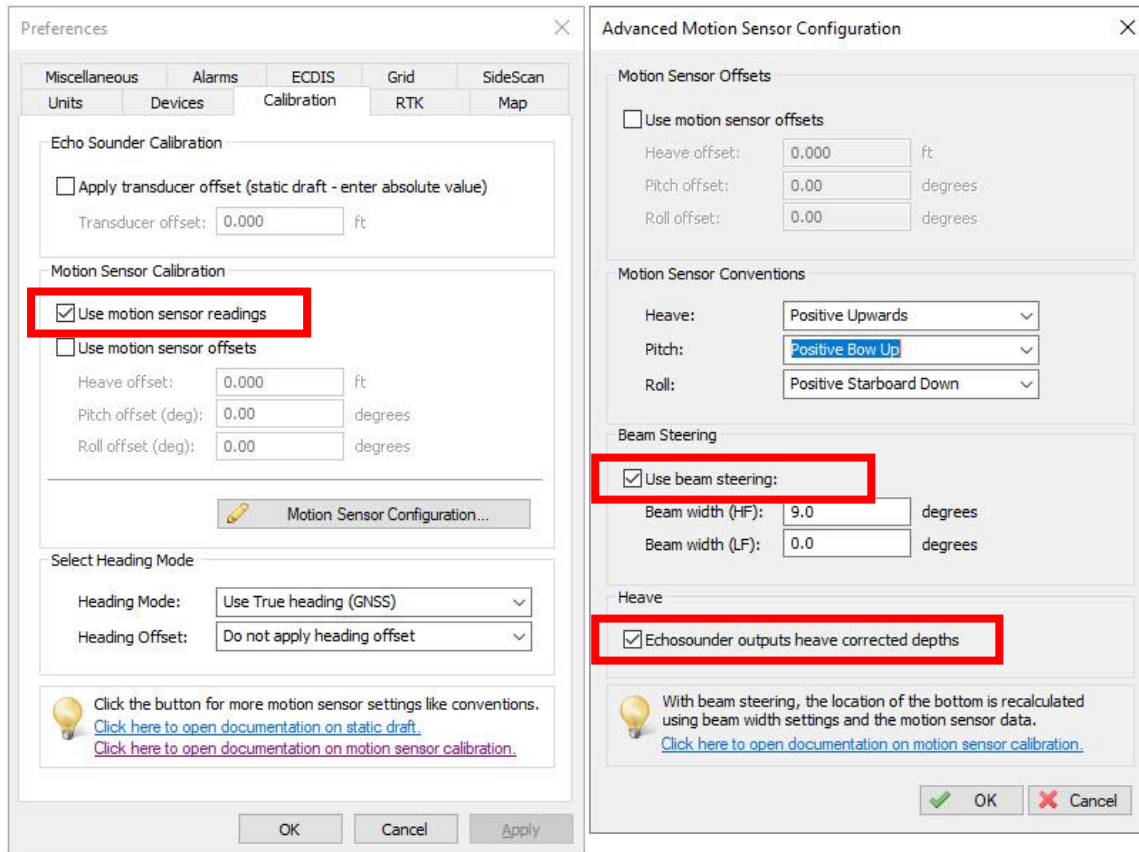 Preferences
Miscellaneous Alarms ECDIS Grid SideScan
Units Devices Calibration RTK Map
Echo Sounder Calibration
Apply transducer offset (static draft - enter absolute value)
Transducer offset: 0.000 ft
Motion Sensor Calibration
Use motion sensor readings
Use motion sensor offsets
Heave offset: 0.000 ft
Pitch offset (deg): 0.00 degrees
Roll offset (deg): 0.00 degrees
Motion Sensor Configuration...
Select Heading Mode
Heading Mode: Use True heading (GNSS)
Heading Offset: Do not apply heading offset
Click the button for more motion sensor settings like conventions.
Click here to open documentation on static draft.
Click here to open documentation on motion sensor calibration.
OK Cancel Apply
Advanced Motion Sensor Configuration
Motion Sensor Offsets
Use motion sensor offsets
Heave offset: 0.000 ft
Pitch offset: 0.00 degrees
Roll offset: 0.00 degrees
Motion Sensor Conventions
Heave: Positive Upwards
Pitch: Positive Bow Up
Roll: Positive Starboard Down
Beam Steering
Use beam steering:
Beam width (HF): 9.0 degrees
Beam width (LF): 0.0 degrees
Heave
Echosounder outputs heave corrected depths
With beam steering, the location of the bottom is recalculated
using beam width settings and the motion sensor data.
Click here to open documentation on motion sensor calibration.
OK Cancel